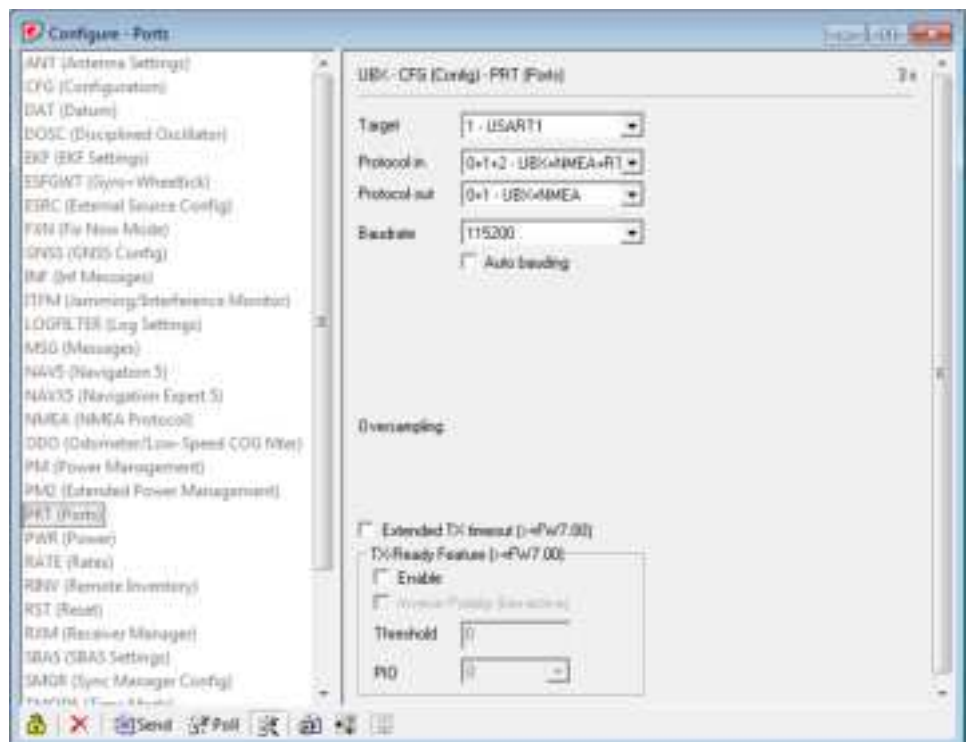 Configure - Ports
ANT (Antenna Settings)
CFG (Configuration)
DAT (Datum)
DOSC (Disciplined Oscillator)
EKF (EKF Settings)
ESFGWT (Gyro+Wheeltick)
ESRC (External Source Config)
FXN (Fix Now Mode)
GNSS (GNSS Config)
INF (Inf Messages)
ITFM (Jamming/Interference Monitor)
LOGFILTER (Log Settings)
MSG (Messages)
NAV5 (Navigation 5)
NAVX5 (Navigation Expert 5)
NMEA (NMEA Protocol)
ODO (Odometer/Low-Speed COG filter)
PM (Power Management)
PM2 (Extended Power Management)
PRT (Ports)
PWR (Power)
RATE (Rates)
RINV (Remote Inventory)
RST (Reset)
RXM (Receiver Manager)
SBAS (SBAS Settings)
SMGR (Sync Manager Config)
UBX - CFG (Config) - PRT (Ports)
Target 1 - USART1
Protocol in 0+1+2 - UBX+NMEA+RT
Protocol out 0+1 - UBX+NMEA
Baudrate 115200
Auto bauding
Oversampling
Extended TX timeout (>=FW7.00)
TX-Ready Feature (>=FW7.00)
Enable
Threshold 0
PIO 0
Send Poll